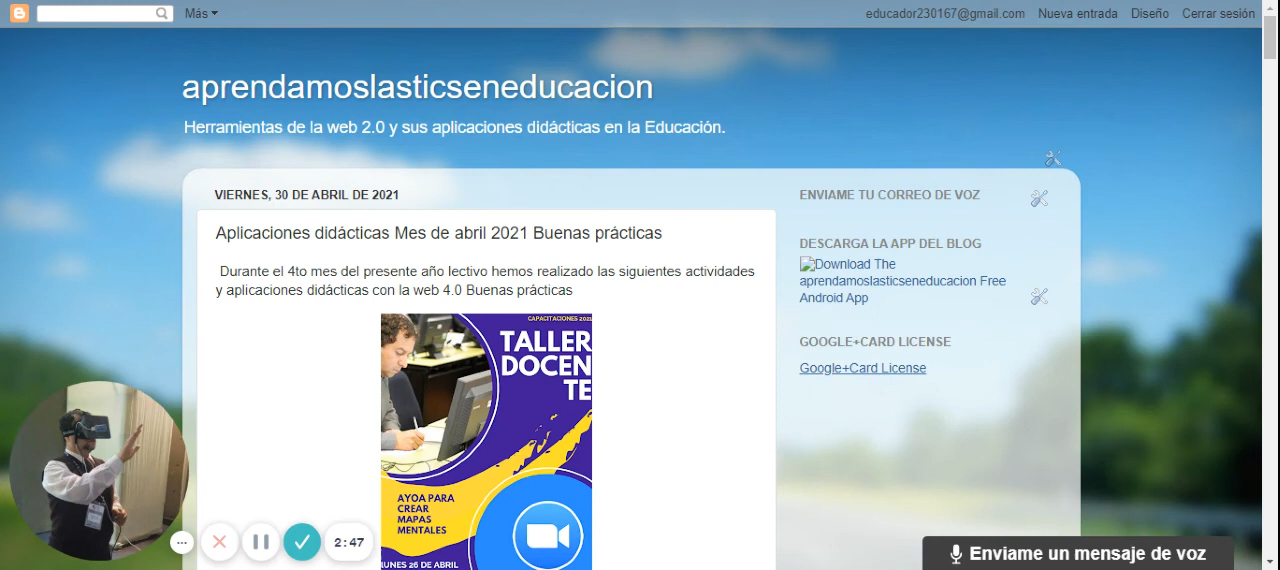 Más
educador230167@gmail.com
Nueva entrada
Diseño
Cerrar sesión
aprendamoslasticseneducacion
Herramientas de la web 2.0 y sus aplicaciones didácticas en la Educación.
VIERNES, 30 DE ABRIL DE 2021
Aplicaciones didácticas Mes de abril 2021 Buenas prácticas
Durante el 4to mes del presente año lectivo hemos realizado las siguientes actividades
y aplicaciones didácticas con la web 4.0 Buenas prácticas
CAPACITACIONES 2021
TALLER
DOCEN
TE
AYOA PARA
CREAR
MAPAS
MENTALES
LUNES 26 DE ABRIL
ENVIAME TU CORREO DE VOZ
DESCARGA LA APP DEL BLOG
Download The
aprendamoslasticseneducacion Free
Android App
GOOGLE+CARD LICENSE
Google+Card License
2:47
Enviame un mensaje de voz